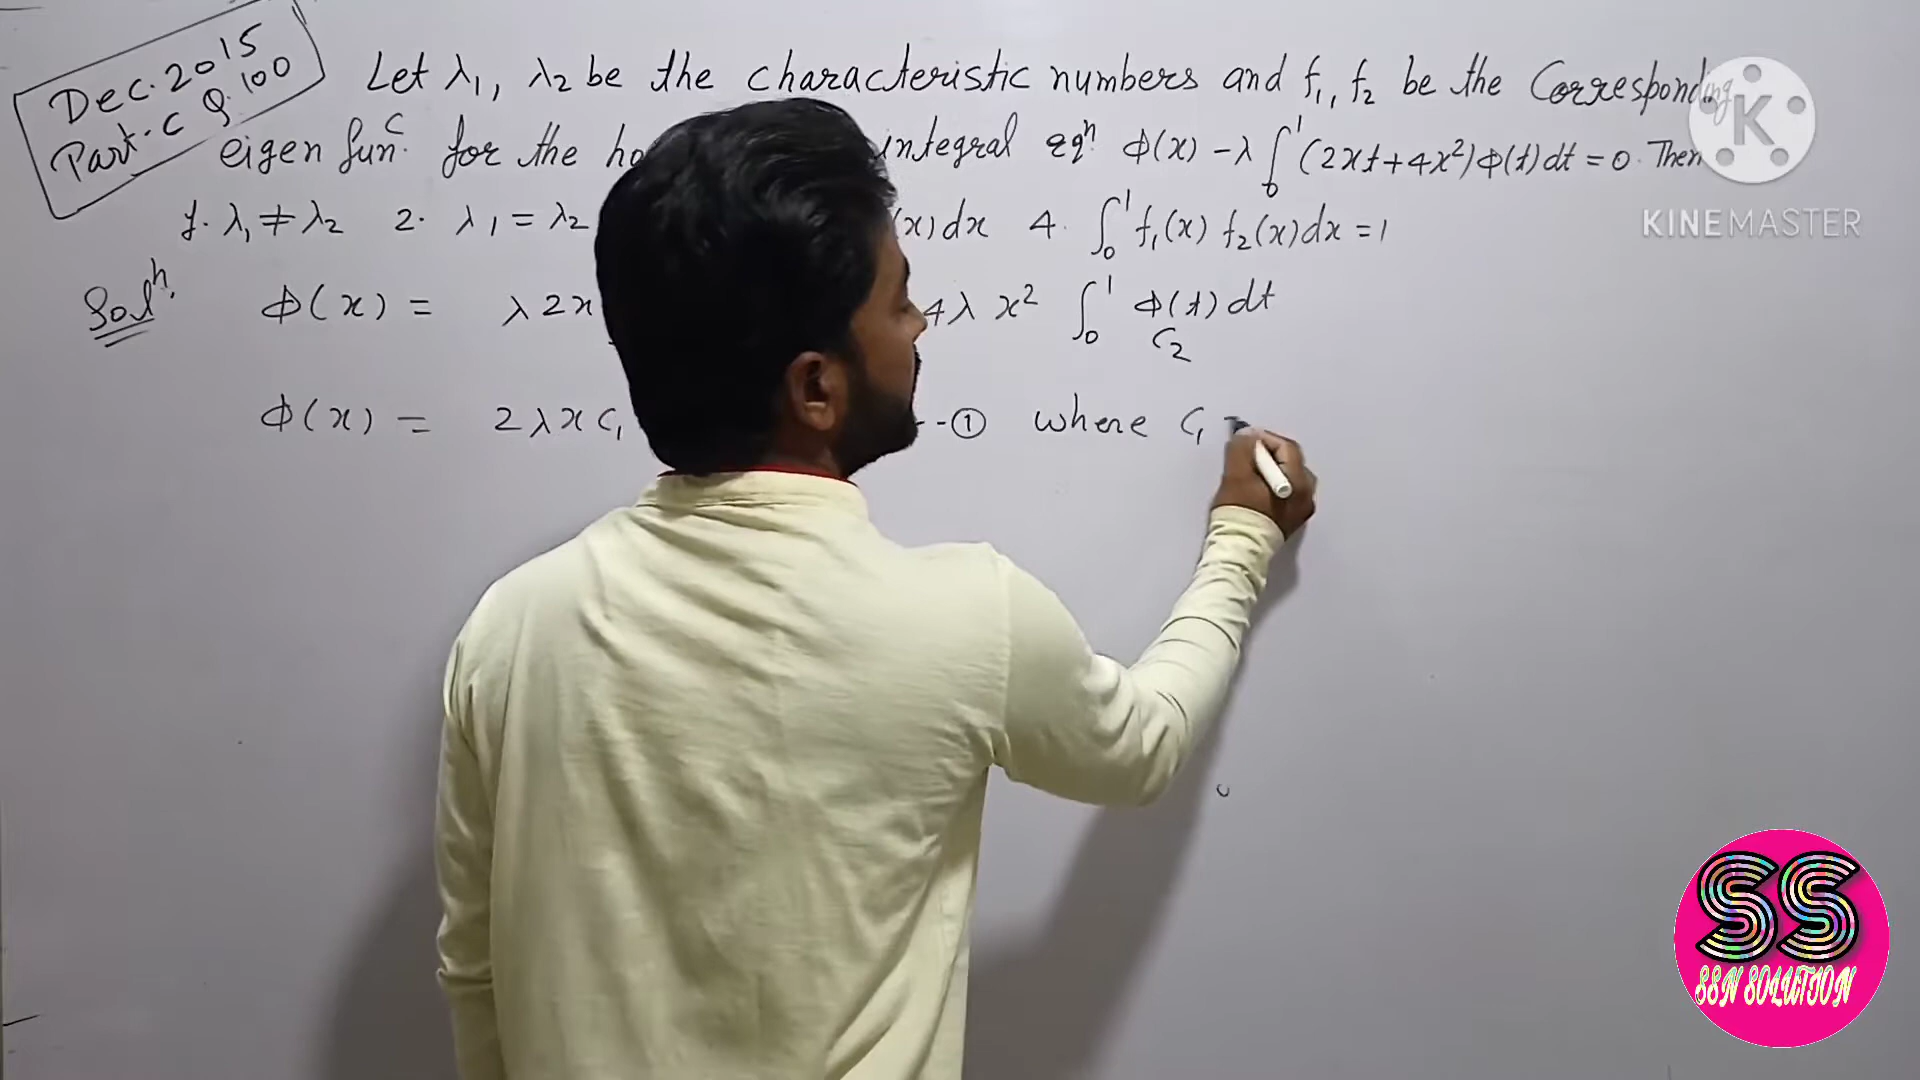 Dec. 2015
Part-C Q. 100
Let λ1, λ2 be the characteristic numbers and f1, f2 be the Corresponding
eigen funᶜ. for the integral eqⁿ Φ(x) - λ ∫₀¹ (2xt+4x²) Φ(t) dt = 0. Then
1. λ1 ≠ λ2 2. λ1 = λ2 (x) dx 4. ∫₀¹ f1(x) f2(x) dx = 1
Solⁿ. Φ(x) = λ 2x 4λ x² ∫₀¹ Φ(t) dt
C2
Φ(x) = 2λx C1 --① where C1
KINEMASTER
SS
SSN SOLUTION